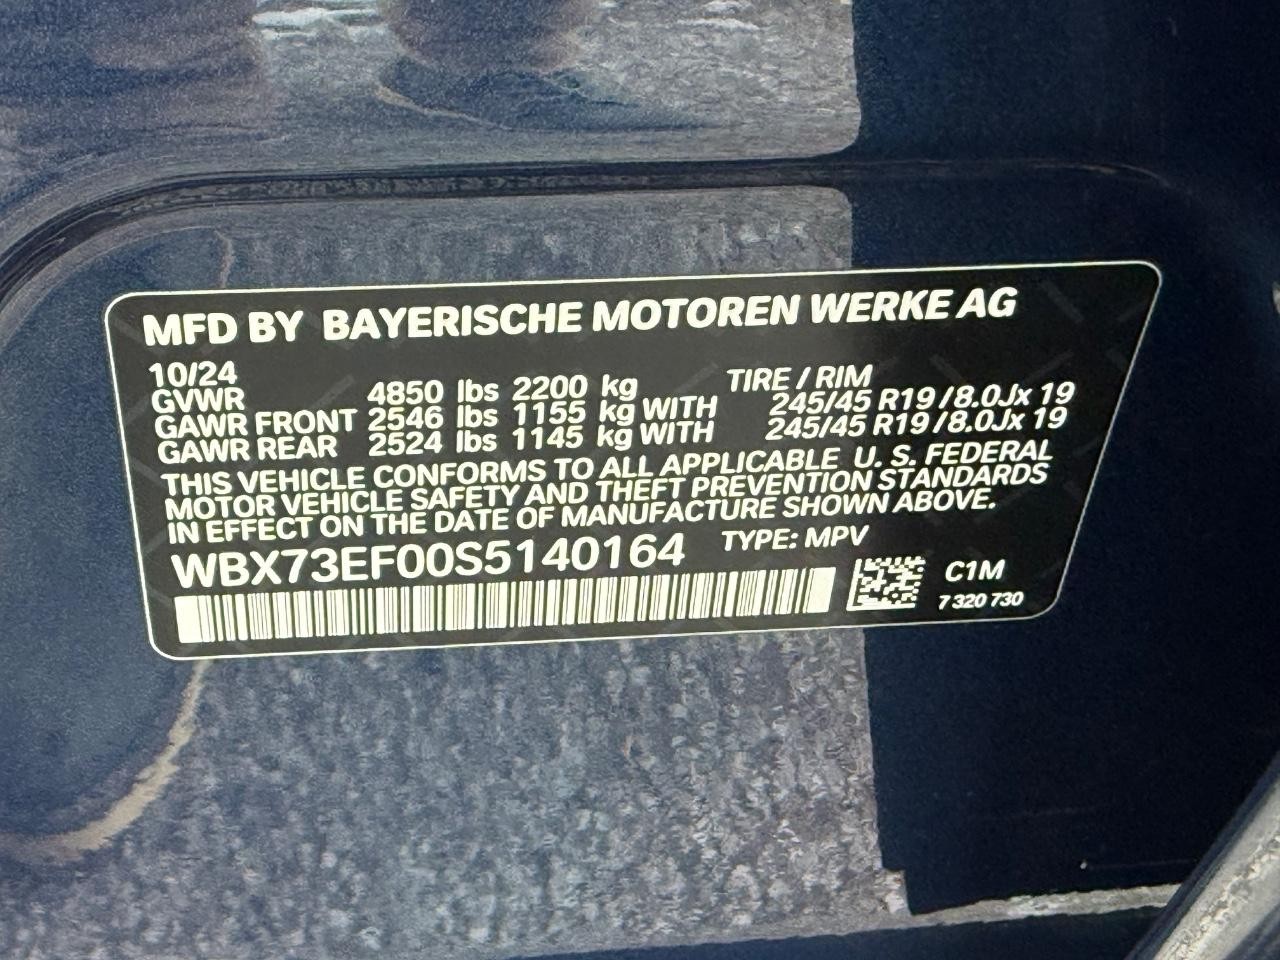 MFD BY BAYERISCHE MOTOREN WERKE AG
10/24 TIRE / RIM
GVWR 4850 lbs 2200 kg
GAWR FRONT 2546 lbs 1155 kg WITH 245/45 R19 /8.0Jx 19
GAWR REAR 2524 lbs 1145 kg WITH 245/45 R19 /8.0Jx 19
THIS VEHICLE CONFORMS TO ALL APPLICABLE U. S. FEDERAL
MOTOR VEHICLE SAFETY AND THEFT PREVENTION STANDARDS
IN EFFECT ON THE DATE OF MANUFACTURE SHOWN ABOVE.
WBX73EF00S5140164 TYPE: MPV
C1M
7 320 730